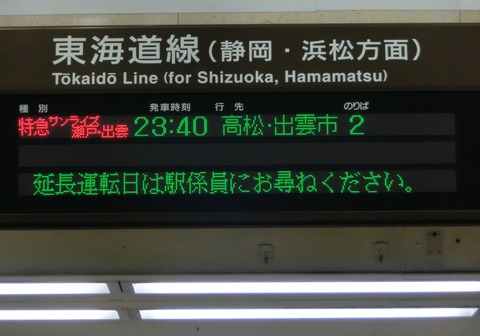 東海道線（静岡・浜松方面）
Tōkaidō Line (for Shizuoka, Hamamatsu)
種別 発車時刻 行先 のりば
特急 サンライズ瀬戸・出雲 23:40 高松・出雲市 2
延長運転日は駅係員にお尋ねください。